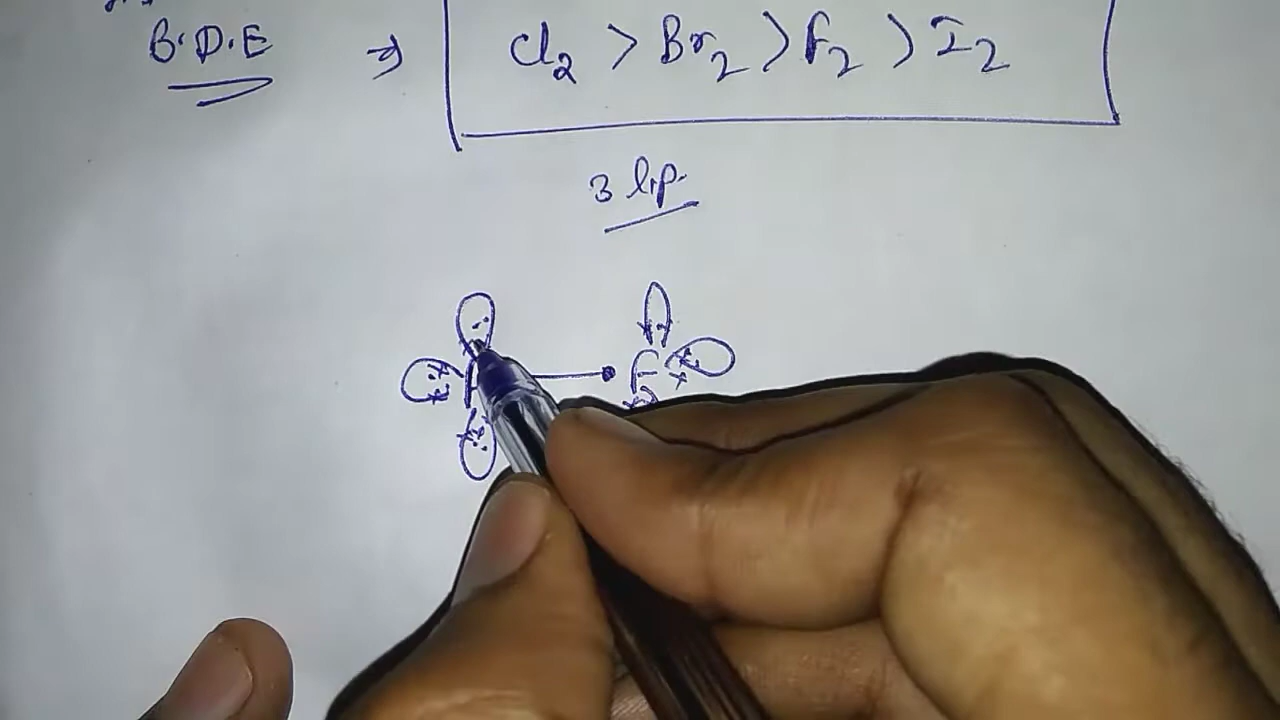 B.D.E ⇒ Cl₂ > Br₂ > F₂ > I₂
3 l.p.
F